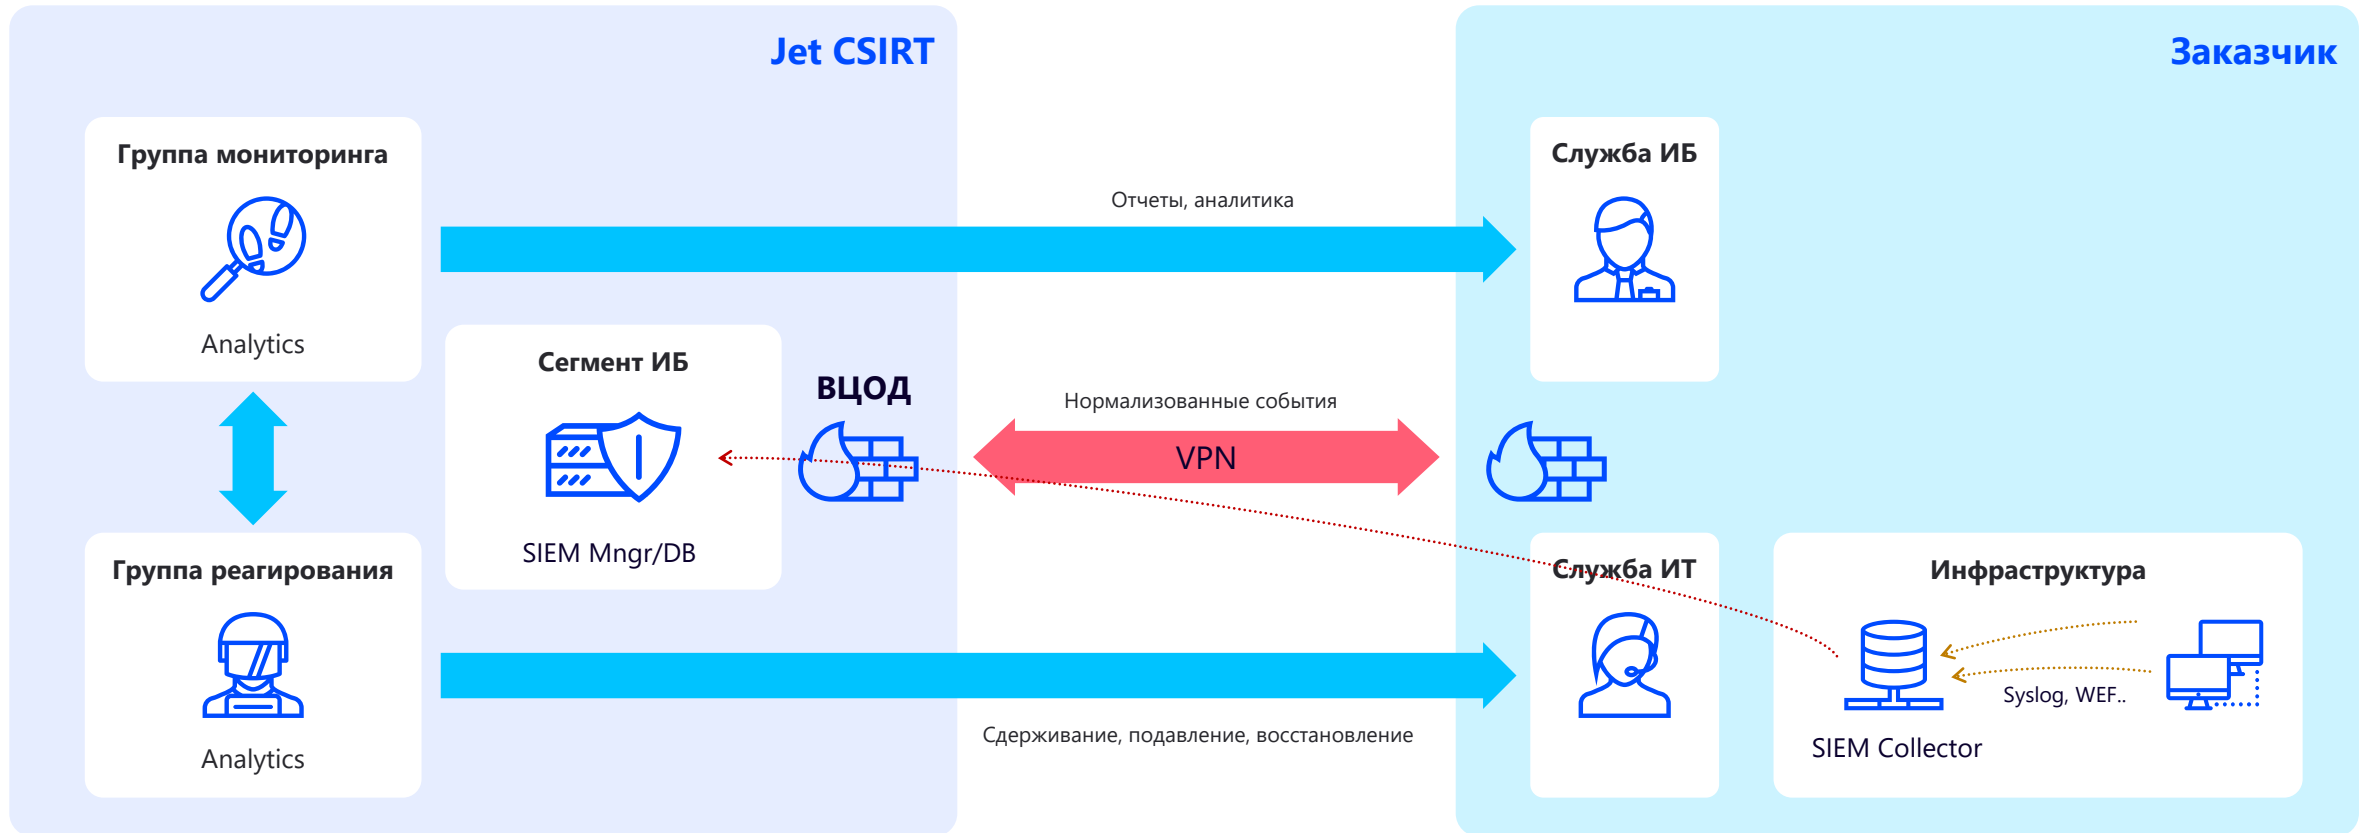 Jet CSIRT
Заказчик
Группа мониторинга
Analytics
Отчеты, аналитика
Служба ИБ
Сегмент ИБ
SIEM Mngr/DB
ВЦОД
Нормализованные события
VPN
Группа реагирования
Analytics
Сдерживание, подавление, восстановление
Служба ИТ
Инфраструктура
Syslog, WEF..
SIEM Collector